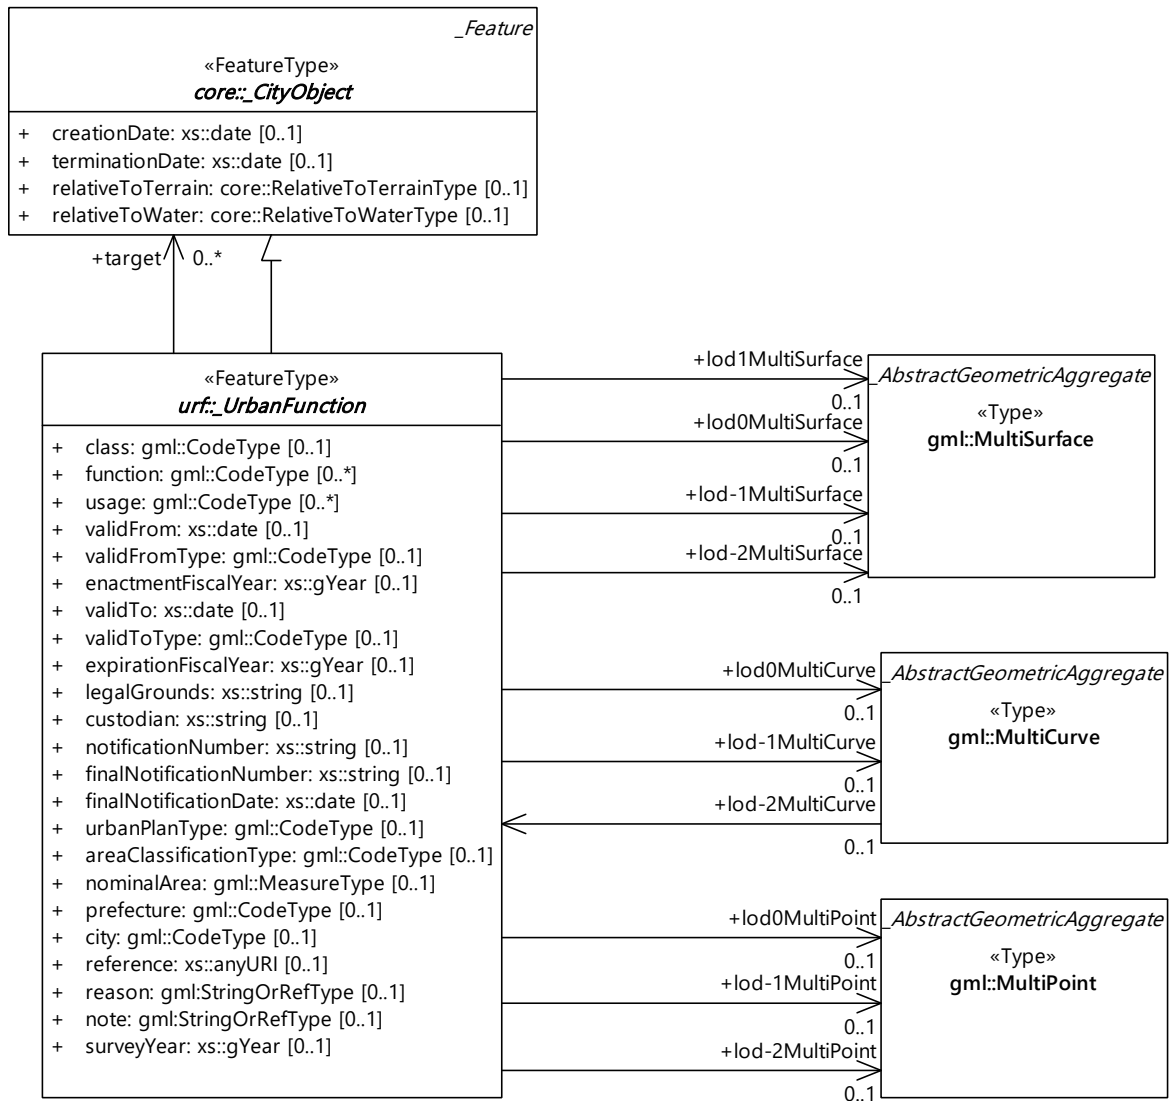 _Feature
«FeatureType»
core::_CityObject
+ creationDate: xs::date [0..1]
+ terminationDate: xs::date [0..1]
+ relativeToTerrain: core::RelativeToTerrainType [0..1]
+ relativeToWater: core::RelativeToWaterType [0..1]
+target 0..*
«FeatureType»
urf::_UrbanFunction
+ class: gml::CodeType [0..1]
+ function: gml::CodeType [0..*]
+ usage: gml::CodeType [0..*]
+ validFrom: xs::date [0..1]
+ validFromType: gml::CodeType [0..1]
+ enactmentFiscalYear: xs::gYear [0..1]
+ validTo: xs::date [0..1]
+ validToType: gml::CodeType [0..1]
+ expirationFiscalYear: xs::gYear [0..1]
+ legalGrounds: xs::string [0..1]
+ custodian: xs::string [0..1]
+ notificationNumber: xs::string [0..1]
+ finalNotificationNumber: xs::string [0..1]
+ finalNotificationDate: xs::date [0..1]
+ urbanPlanType: gml::CodeType [0..1]
+ areaClassificationType: gml::CodeType [0..1]
+ nominalArea: gml::MeasureType [0..1]
+ prefecture: gml::CodeType [0..1]
+ city: gml::CodeType [0..1]
+ reference: xs::anyURI [0..1]
+ reason: gml:StringOrRefType [0..1]
+ note: gml:StringOrRefType [0..1]
+ surveyYear: xs::gYear [0..1]
+lod1MultiSurface
0..1
+lod0MultiSurface
0..1
+lod-1MultiSurface
0..1
+lod-2MultiSurface
0..1
_AbstractGeometricAggregate
«Type»
gml::MultiSurface
+lod0MultiCurve
0..1
+lod-1MultiCurve
0..1
+lod-2MultiCurve
0..1
_AbstractGeometricAggregate
«Type»
gml::MultiCurve
+lod0MultiPoint
0..1
+lod-1MultiPoint
0..1
+lod-2MultiPoint
0..1
_AbstractGeometricAggregate
«Type»
gml::MultiPoint